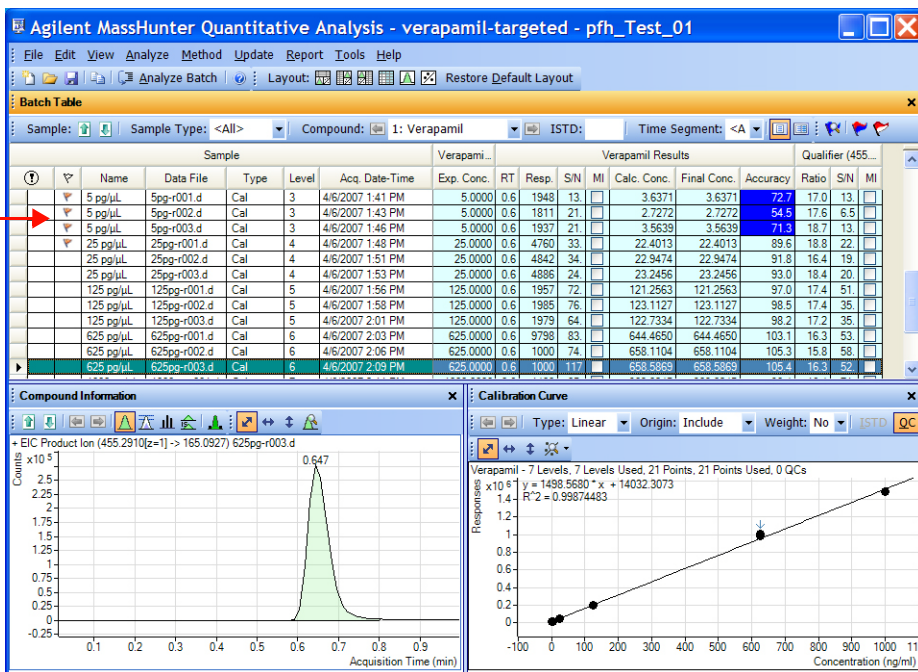 Agilent MassHunter Quantitative Analysis - verapamil-targeted - pfh_Test_01
File Edit View Analyze Method Update Report Tools Help
Analyze Batch Layout: Restore Default Layout
Batch Table
Sample: Sample Type: <All> Compound: 1: Verapamil ISTD: Time Segment: <A
Sample Verapami... Verapamil Results Qualifier (455....
Name Data File Type Level Acq. Date-Time Exp. Conc. RT Resp. S/N MI Calc. Conc. Final Conc. Accuracy Ratio S/N MI
5 pg/µL 5pg-r001.d Cal 3 4/6/2007 1:41 PM 5.0000 0.6 1948 13. 3.6371 3.6371 72.7 17.0 13.
5 pg/µL 5pg-r002.d Cal 3 4/6/2007 1:43 PM 5.0000 0.6 1811 21. 2.7272 2.7272 54.5 17.6 6.5
5 pg/µL 5pg-r003.d Cal 3 4/6/2007 1:46 PM 5.0000 0.6 1937 21. 3.5639 3.5639 71.3 18.7 13.
25 pg/µL 25pg-r001.d Cal 4 4/6/2007 1:48 PM 25.0000 0.6 4760 33. 22.4013 22.4013 89.6 18.8 22.
25 pg/µL 25pg-r002.d Cal 4 4/6/2007 1:51 PM 25.0000 0.6 4842 34. 22.9474 22.9474 91.8 16.4 19.
25 pg/µL 25pg-r003.d Cal 4 4/6/2007 1:53 PM 25.0000 0.6 4886 24. 23.2456 23.2456 93.0 18.4 20.
125 pg/µL 125pg-r001.d Cal 5 4/6/2007 1:56 PM 125.0000 0.6 1957 72. 121.2563 121.2563 97.0 17.4 51.
125 pg/µL 125pg-r002.d Cal 5 4/6/2007 1:58 PM 125.0000 0.6 1985 76. 123.1127 123.1127 98.5 17.4 35.
125 pg/µL 125pg-r003.d Cal 5 4/6/2007 2:01 PM 125.0000 0.6 1979 64. 122.7334 122.7334 98.2 17.2 35.
625 pg/µL 625pg-r001.d Cal 6 4/6/2007 2:03 PM 625.0000 0.6 9798 83. 644.4650 644.4650 103.1 16.3 53.
625 pg/µL 625pg-r002.d Cal 6 4/6/2007 2:06 PM 625.0000 0.6 1000 74. 658.1104 658.1104 105.3 15.8 58.
625 pg/µL 625pg-r003.d Cal 6 4/6/2007 2:09 PM 625.0000 0.6 1000 117 658.5869 658.5869 105.4 16.3 52.
Compound Information
+ EIC Product Ion (455.2910[z=1] -> 165.0927) 625pg-r003.d
Counts
x10 5
0.647
2.5
2.25
2
1.75
1.5
1.25
1
0.75
0.5
0.25
0
-0.25
0.1 0.2 0.3 0.4 0.5 0.6 0.7 0.8 0.9
Acquisition Time (min)
Calibration Curve
Type: Linear Origin: Include Weight: No ISTD QC
Verapamil - 7 Levels, 7 Levels Used, 21 Points, 21 Points Used, 0 QCs
Responses
x10 6 y = 1498.5680 * x + 14032.3073
R^2 = 0.99874483
1.4
1.2
1
0.8
0.6
0.4
0.2
0
-100 0 100 200 300 400 500 600 700 800 900 1000 11
Concentration (ng/ml)